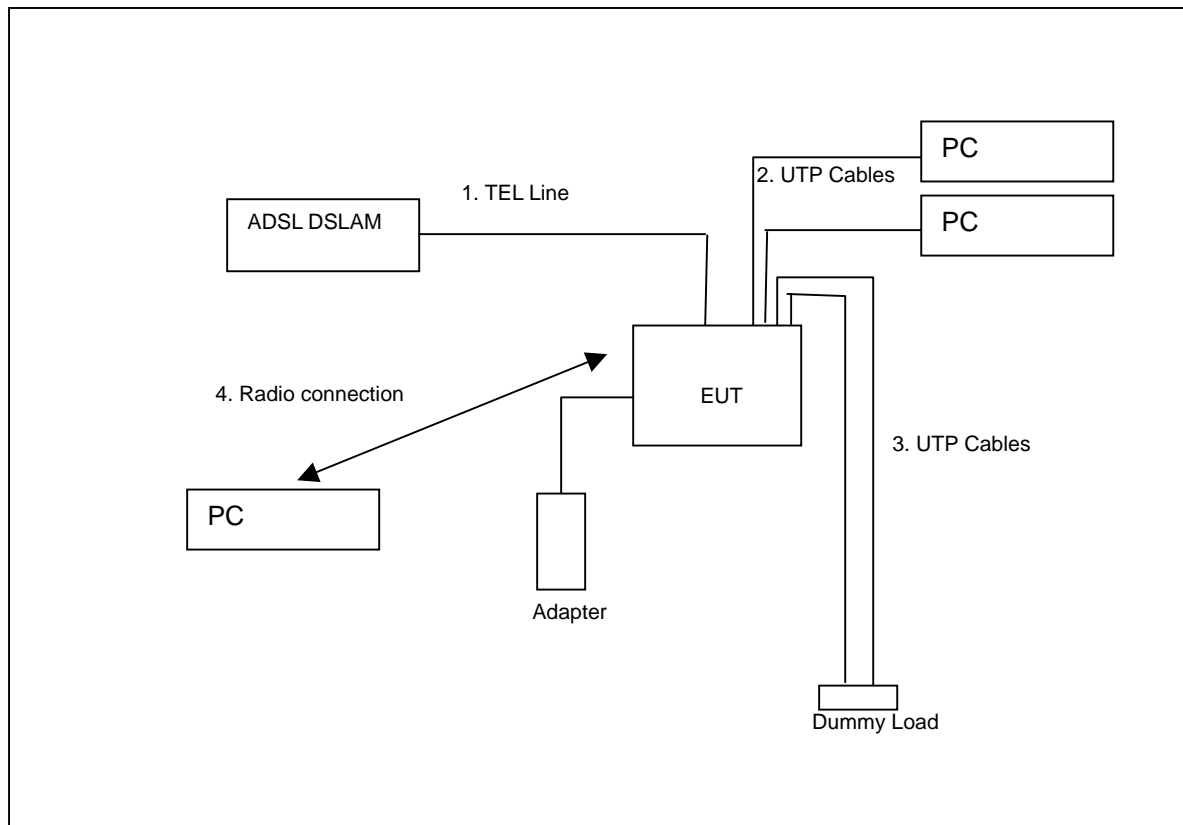 PC
2. UTP Cables
1. TEL Line
PC
ADSL DSLAM
4. Radio connection
EUT
3. UTP Cables
PC
Adapter
Dummy Load